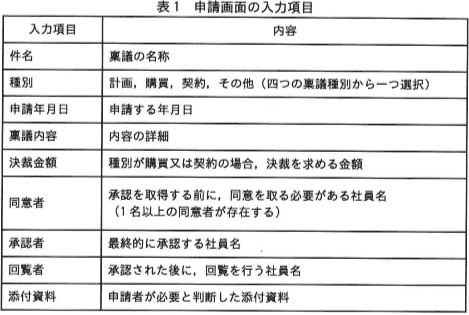 表1 申請画面の入力項目
入力項目 内容
件名 稟議の名称
種別 計画，購買，契約，その他（四つの稟議種別から一つ選択）
申請年月日 申請する年月日
稟議内容 内容の詳細
決裁金額 種別が購買又は契約の場合，決裁を求める金額
同意者 承認を取得する前に，同意を取る必要がある社員名
（1名以上の同意者が存在する）
承認者 最終的に承認する社員名
回覧者 承認された後に，回覧を行う社員名
添付資料 申請者が必要と判断した添付資料